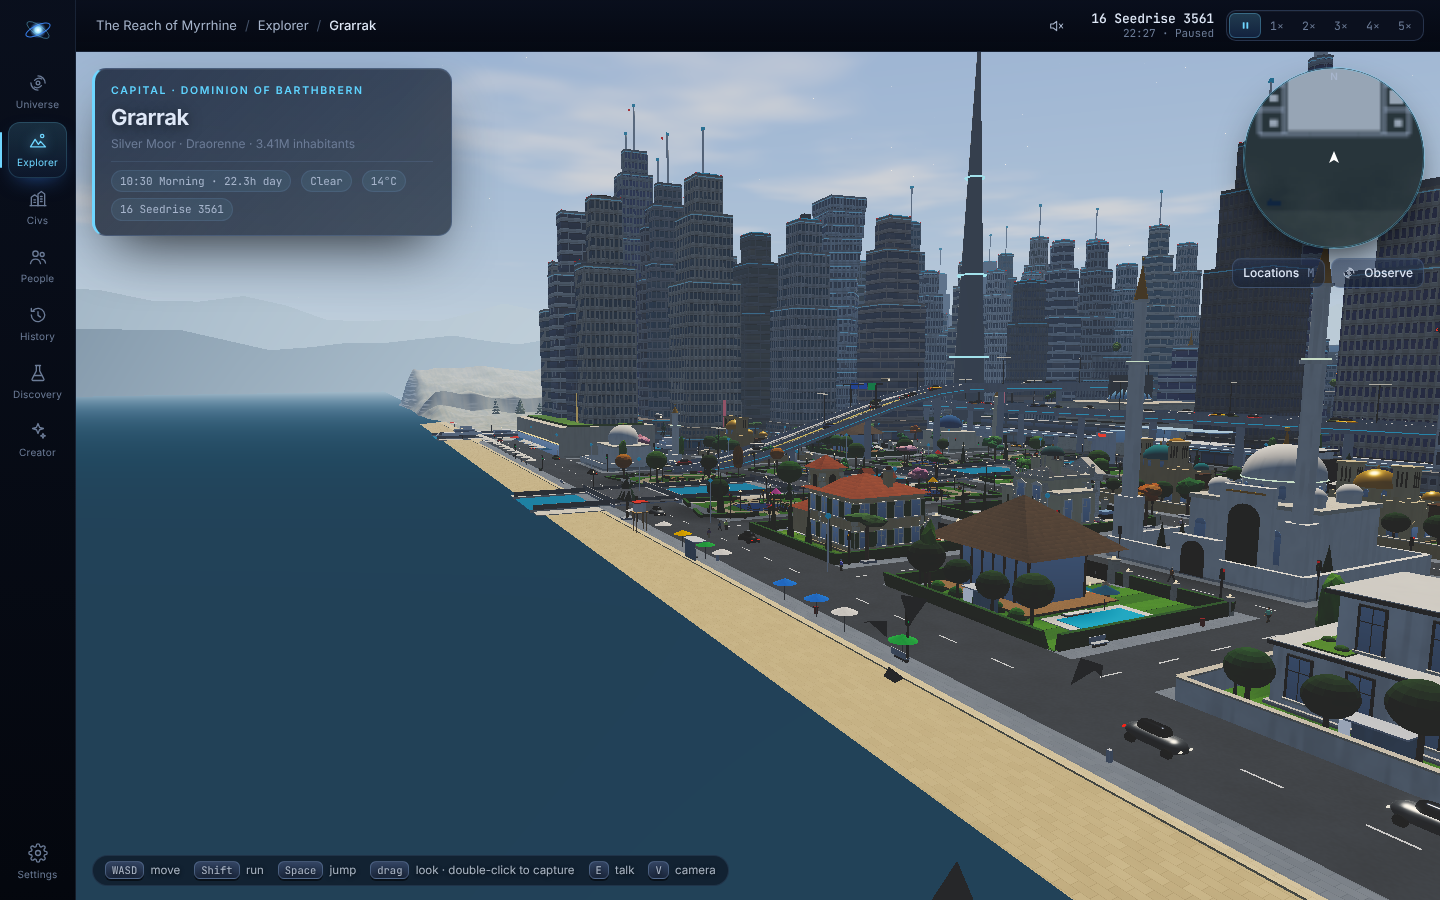 The Reach of Myrrhine / Explorer / Grarrak
16 Seedrise 3561
22:27 · Paused
1× 2× 3× 4× 5×
Universe
Explorer
Civs
People
History
Discovery
Creator
Settings
CAPITAL · DOMINION OF BARTHBRERN
Grarrak
Silver Moor · Draorenne · 3.41M inhabitants
10:30 Morning · 22.3h day
Clear
14°C
16 Seedrise 3561
N
Locations M
Observe
WASD move Shift run Space jump drag look · double-click to capture E talk V camera